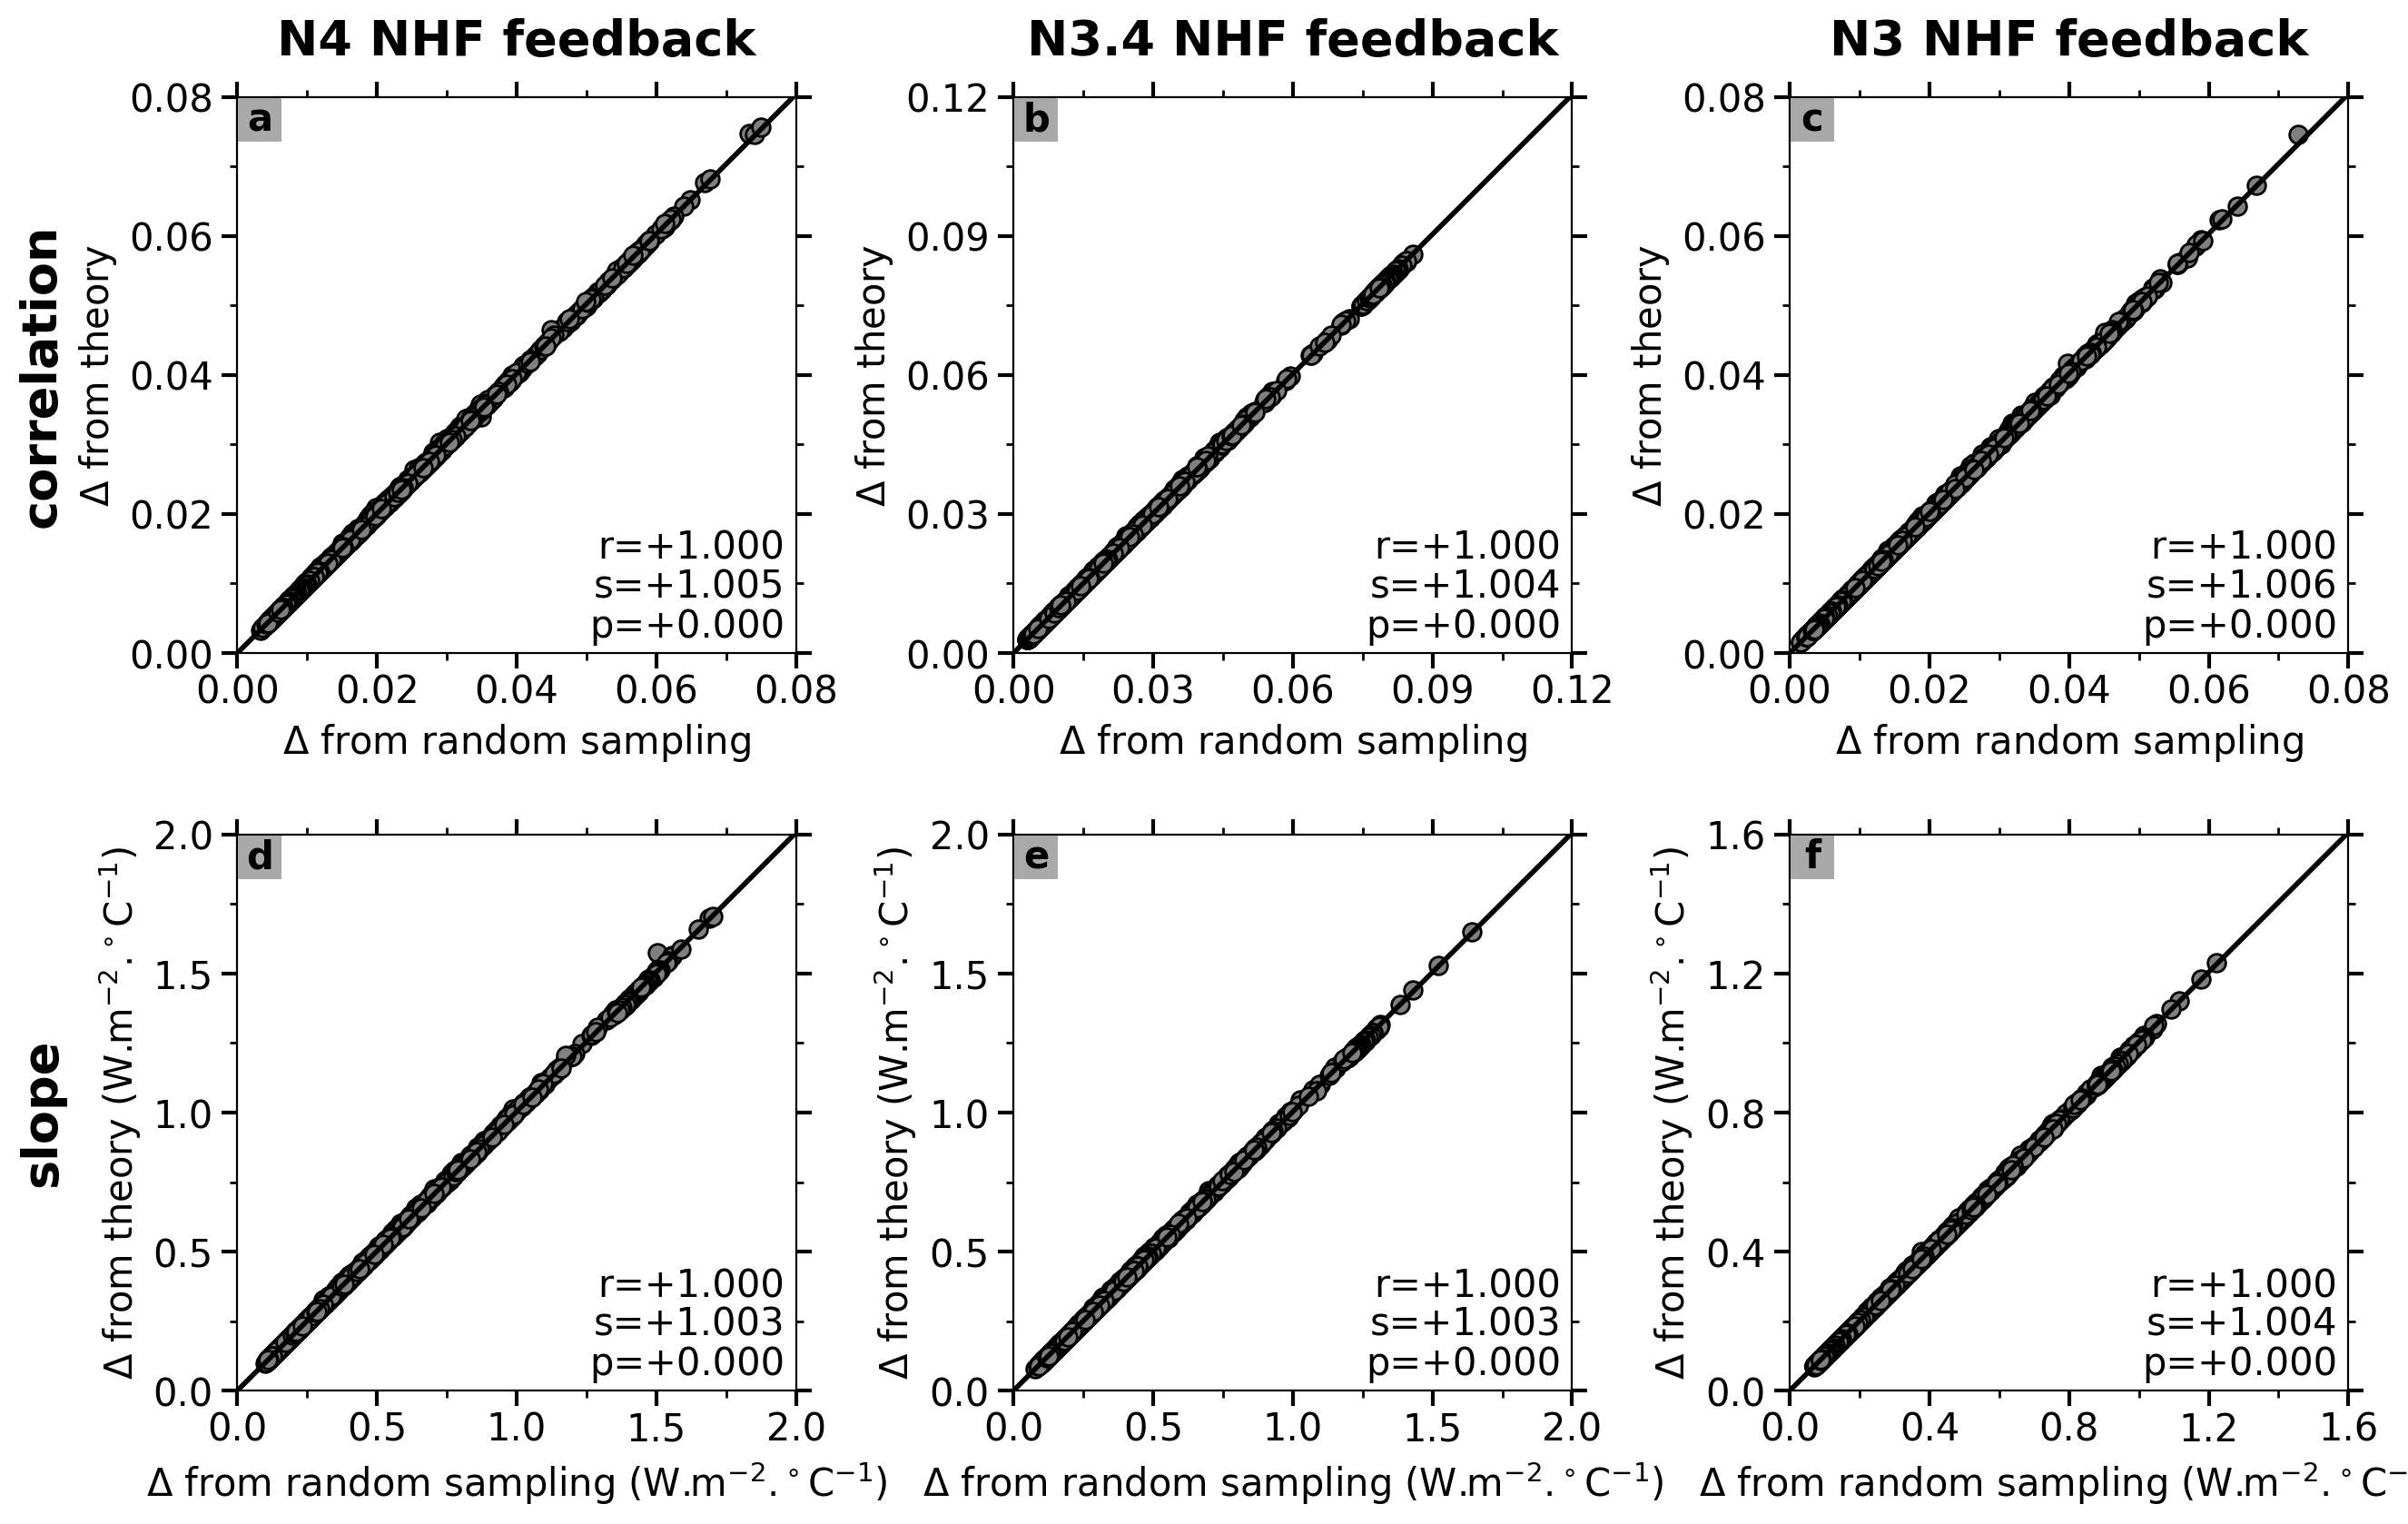 N4 NHF feedback
N3.4 NHF feedback
N3 NHF feedback
correlation
a
Δ from theory
0.08
0.06
0.04
0.02
0.00
r=+1.000
s=+1.005
p=+0.000
0.00 0.02 0.04 0.06 0.08
Δ from random sampling
b
Δ from theory
0.12
0.09
0.06
0.03
0.00
r=+1.000
s=+1.004
p=+0.000
0.00 0.03 0.06 0.09 0.12
Δ from random sampling
c
Δ from theory
0.08
0.06
0.04
0.02
0.00
r=+1.000
s=+1.006
p=+0.000
0.00 0.02 0.04 0.06 0.08
Δ from random sampling
slope
d
Δ from theory (W.m⁻².°C⁻¹)
2.0
1.5
1.0
0.5
0.0
r=+1.000
s=+1.003
p=+0.000
0.0 0.5 1.0 1.5 2.0
Δ from random sampling (W.m⁻².°C⁻¹)
e
Δ from theory (W.m⁻².°C⁻¹)
2.0
1.5
1.0
0.5
0.0
r=+1.000
s=+1.003
p=+0.000
0.0 0.5 1.0 1.5 2.0
Δ from random sampling (W.m⁻².°C⁻¹)
f
Δ from theory (W.m⁻².°C⁻¹)
1.6
1.2
0.8
0.4
0.0
r=+1.000
s=+1.004
p=+0.000
0.0 0.4 0.8 1.2 1.6
Δ from random sampling (W.m⁻².°C⁻